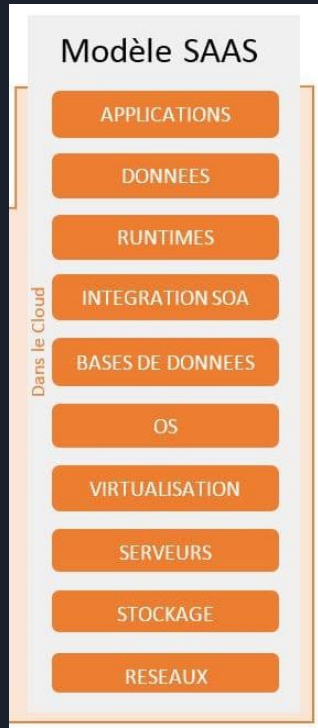 Modèle SAAS
APPLICATIONS
DONNEES
RUNTIMES
INTEGRATION SOA
BASES DE DONNEES
OS
VIRTUALISATION
SERVEURS
STOCKAGE
RESEAUX
Dans le Cloud